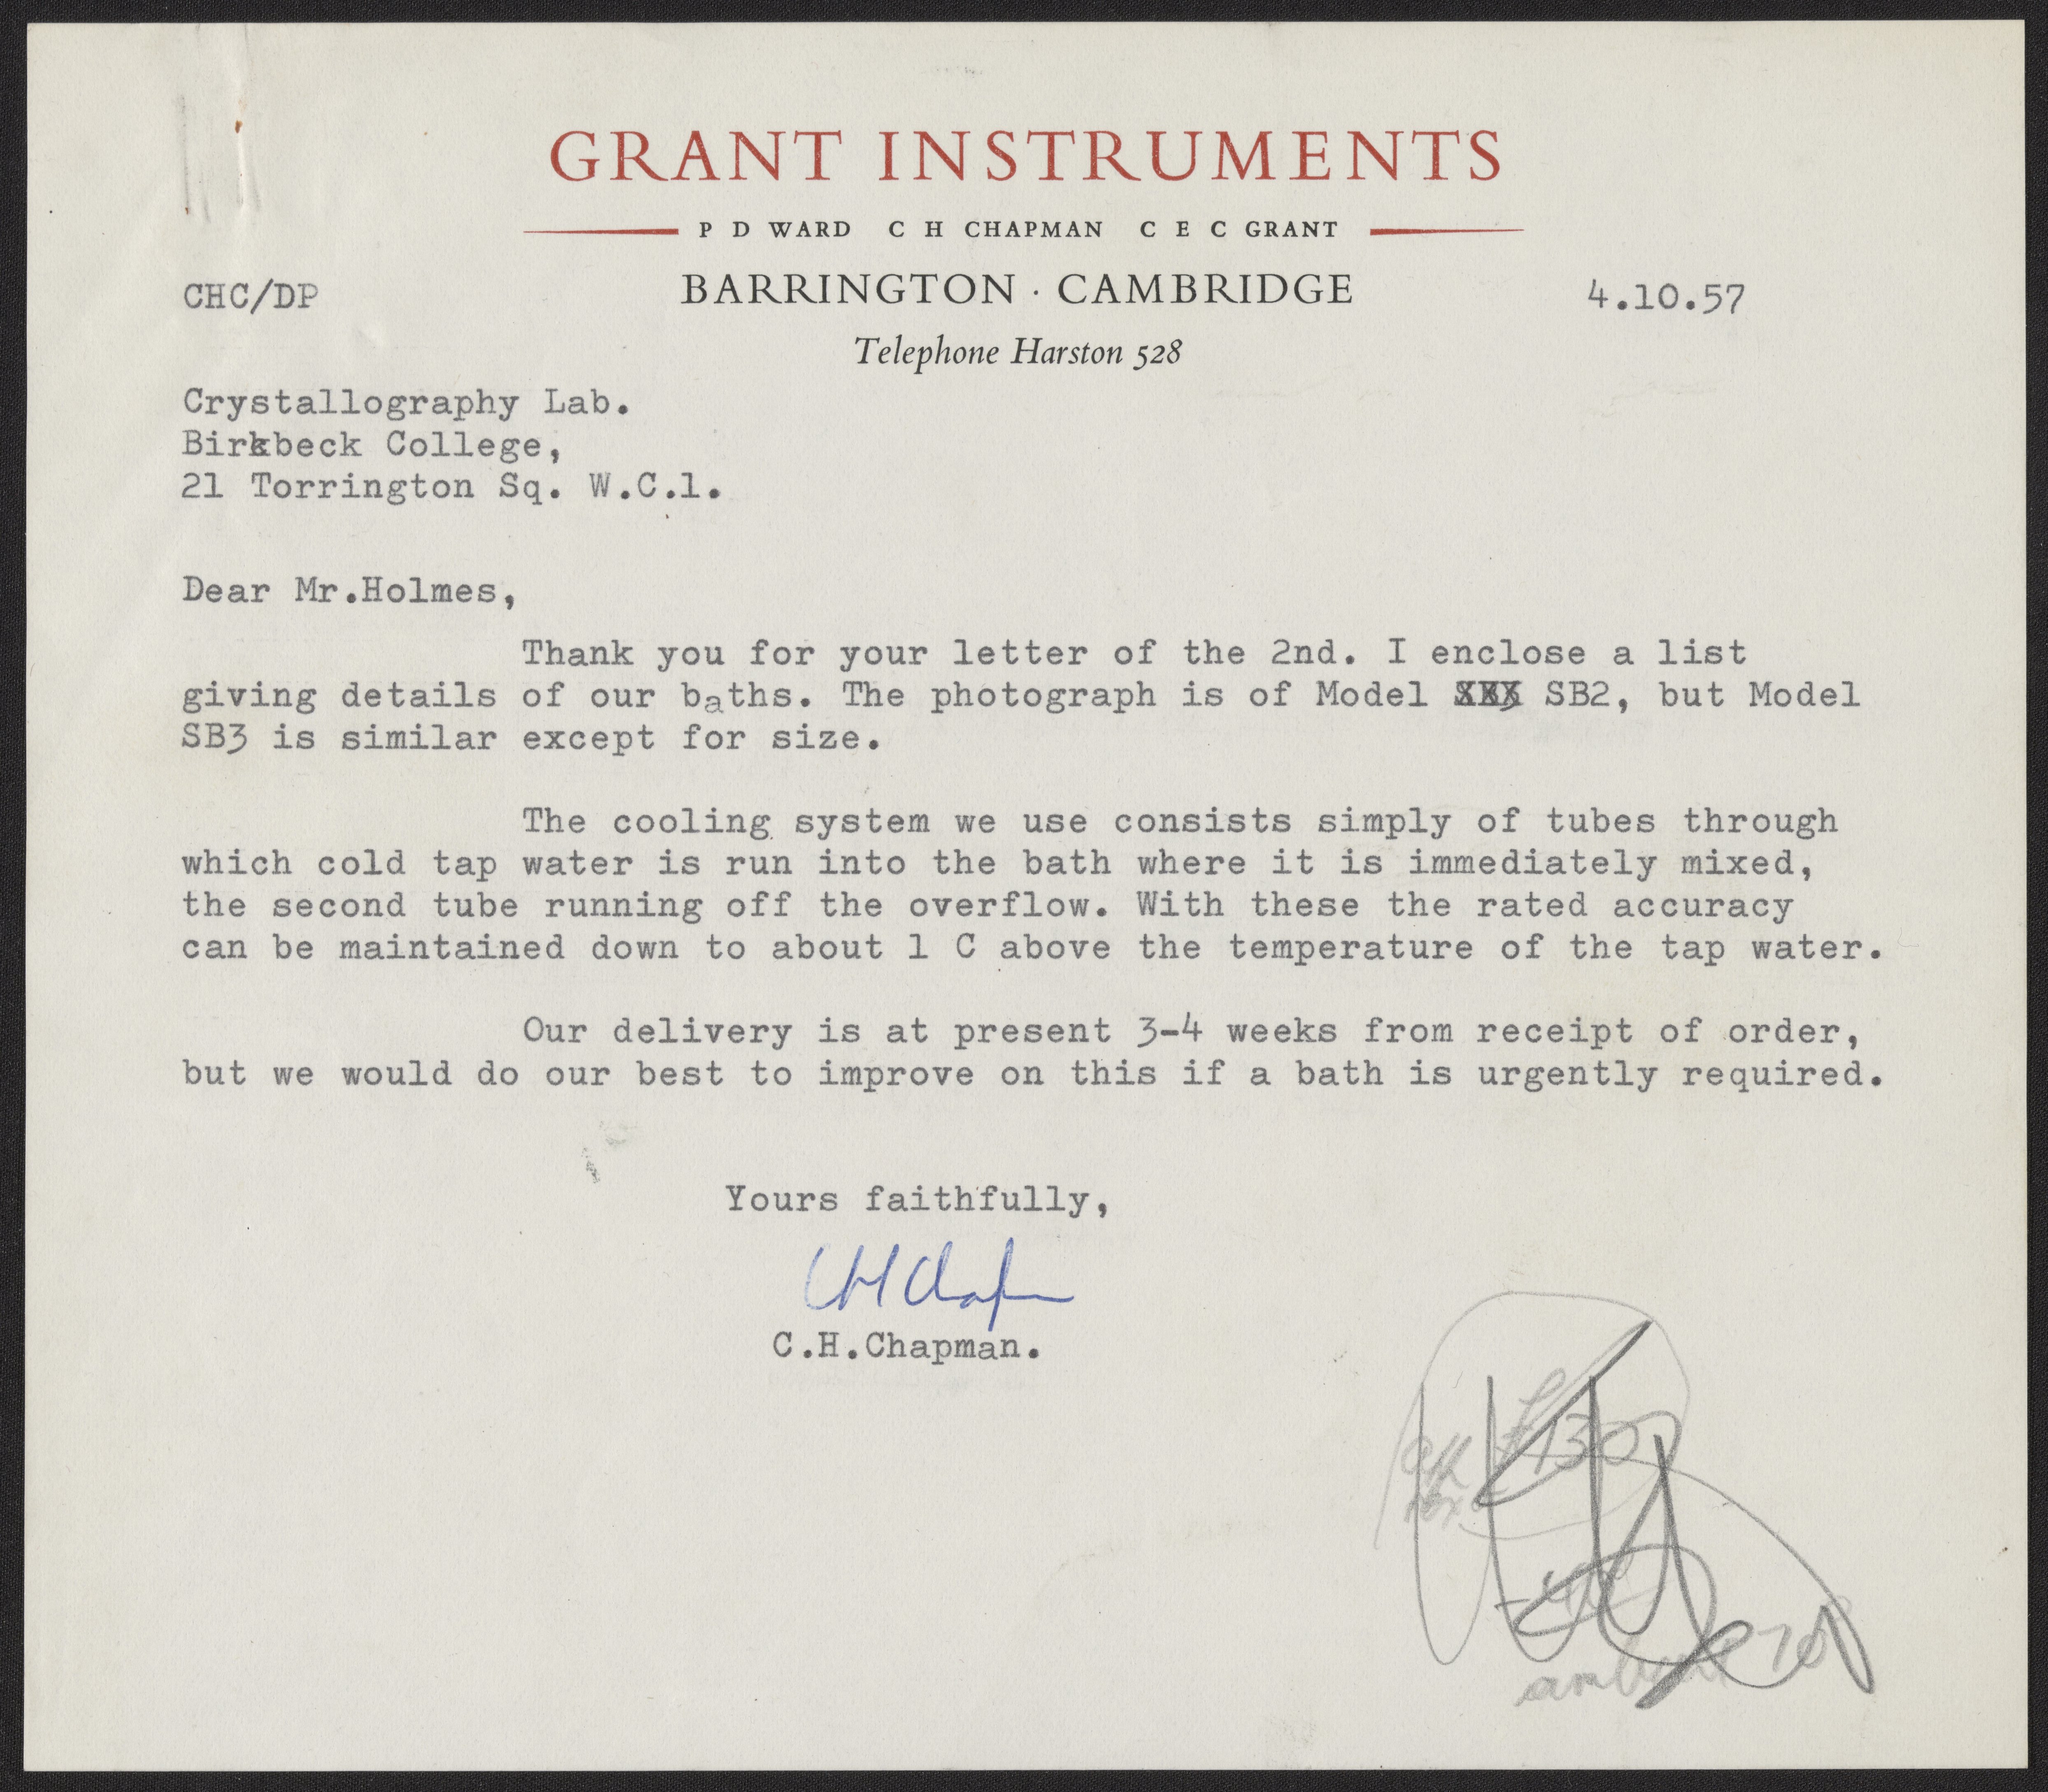 GRANT INSTRUMENTS
P D WARD C H CHAPMAN C E C GRANT
BARRINGTON · CAMBRIDGE
CHC/DP
4.10.57
Telephone Harston 528
Crystallography Lab.
Birkbeck College,
21 Torrington Sq. W.C.1.
Dear Mr.Holmes,
Thank you for your letter of the 2nd. I enclose a list
giving details of our baths. The photograph is of Model SB2, but Model
SB3 is similar except for size.
The cooling system we use consists simply of tubes through
which cold tap water is run into the bath where it is immediately mixed,
the second tube running off the overflow. With these the rated accuracy
can be maintained down to about 1 C above the temperature of the tap water.
Our delivery is at present 3-4 weeks from receipt of order,
but we would do our best to improve on this if a bath is urgently required.
Yours faithfully,
C H Chapman
C.H.Chapman.
£130